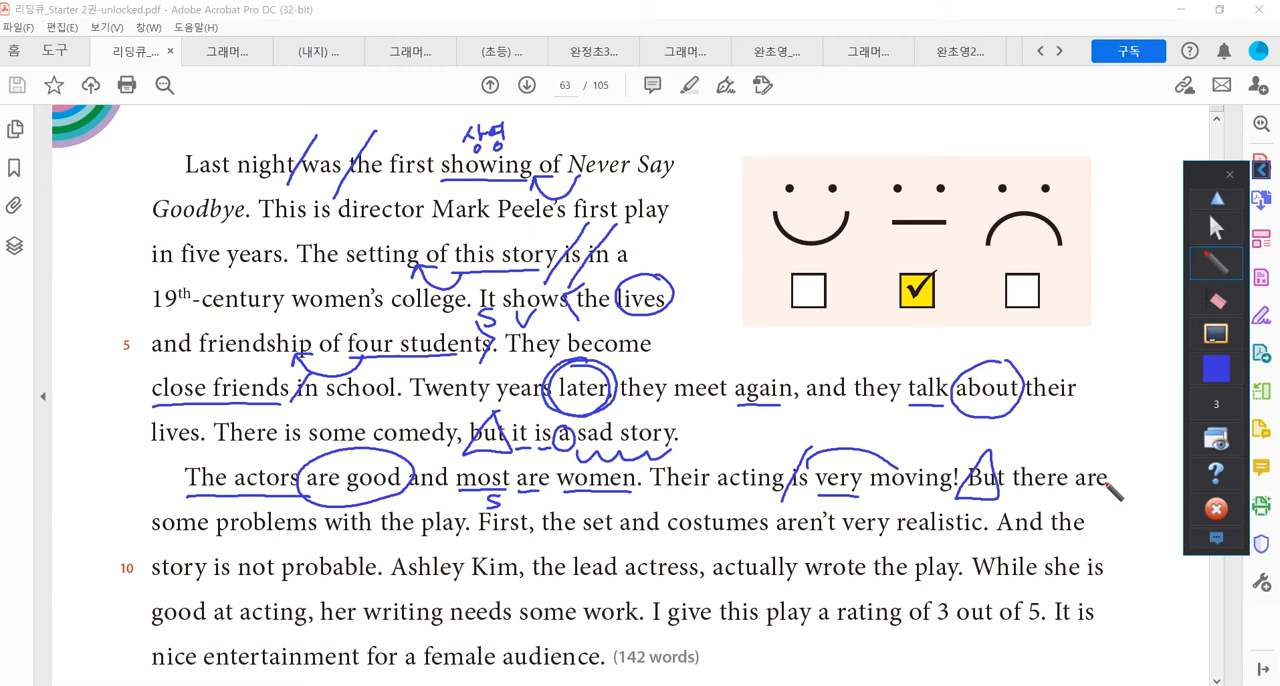 리딩큐_Starter 2권-unlocked.pdf - Adobe Acrobat Pro DC (32-bit)
파일(F) 편집(E) 보기(V) 창(W) 도움말(H)
홈 도구 리딩큐_... × 그래머... (내지) ... 그래머... (초등) ... 완정초3... 그래머... 완초영_... 그래머... 완초영2... 구독
63 / 105
상영
Last night was the first showing of Never Say
Goodbye. This is director Mark Peele's first play
in five years. The setting of this story is in a
19th-century women's college. It shows the lives
S V
5 and friendship of four students. They become
close friends in school. Twenty years later, they meet again, and they talk about their
lives. There is some comedy, but it is a sad story.
The actors are good and most are women. Their acting is very moving! But there are
S
some problems with the play. First, the set and costumes aren't very realistic. And the
10 story is not probable. Ashley Kim, the lead actress, actually wrote the play. While she is
good at acting, her writing needs some work. I give this play a rating of 3 out of 5. It is
nice entertainment for a female audience. (142 words)
3